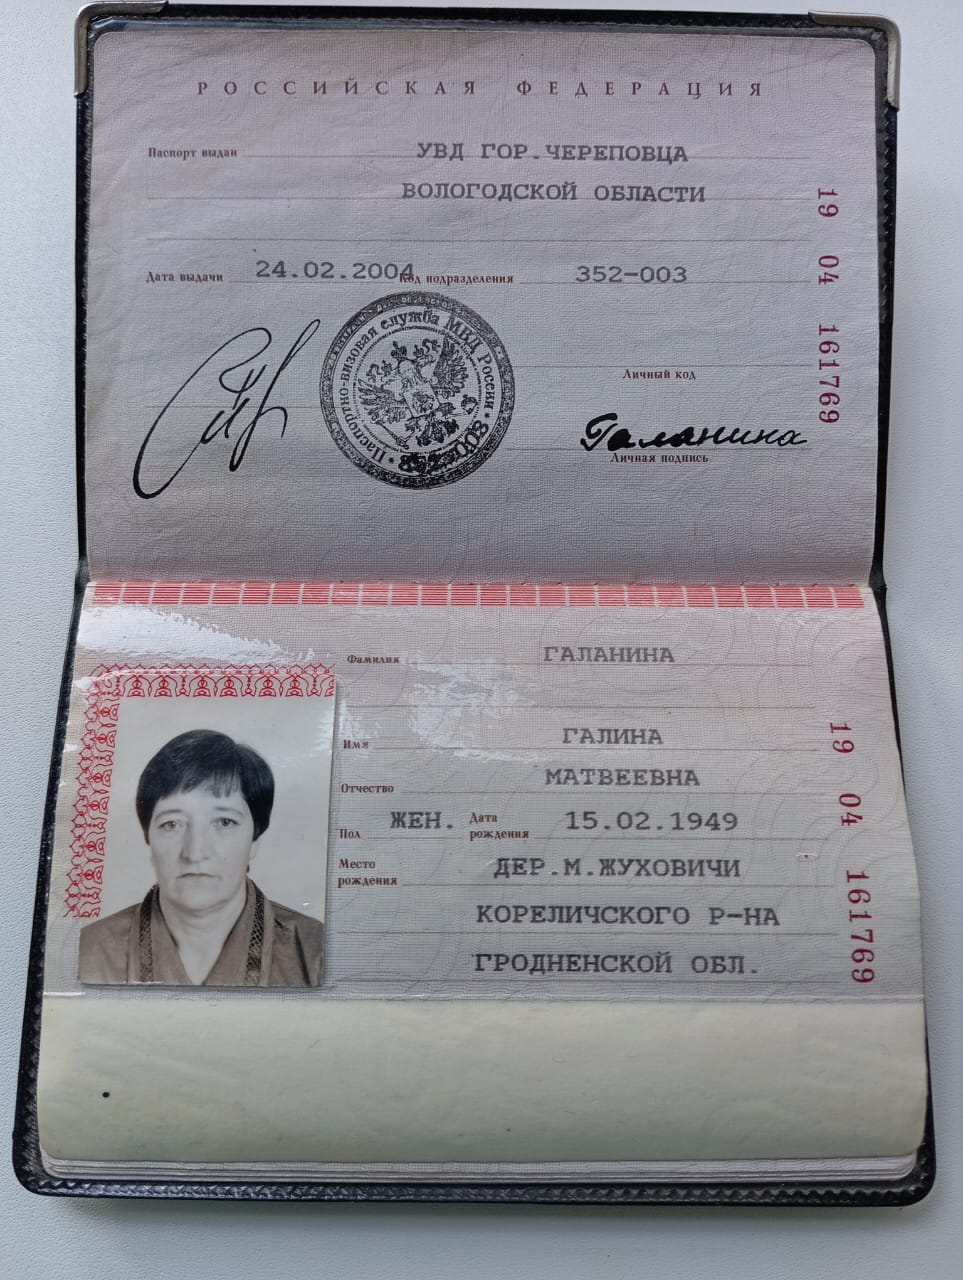 РОССИЙСКАЯ ФЕДЕРАЦИЯ
Паспорт выдан УВД ГОР.ЧЕРЕПОВЦА
ВОЛОГОДСКОЙ ОБЛАСТИ
Дата выдачи 24.02.2004 Код подразделения 352-003
19 04 161769
Паспортно-визовая служба МВД России
Личный код
Галанина
Личная подпись
Фамилия ГАЛАНИНА
Имя ГАЛИНА
Отчество МАТВЕЕВНА
Пол ЖЕН. Дата рождения 15.02.1949
Место рождения ДЕР.М.ЖУХОВИЧИ
КОРЕЛИЧСКОГО Р-НА
ГРОДНЕНСКОЙ ОБЛ.
19 04 161769